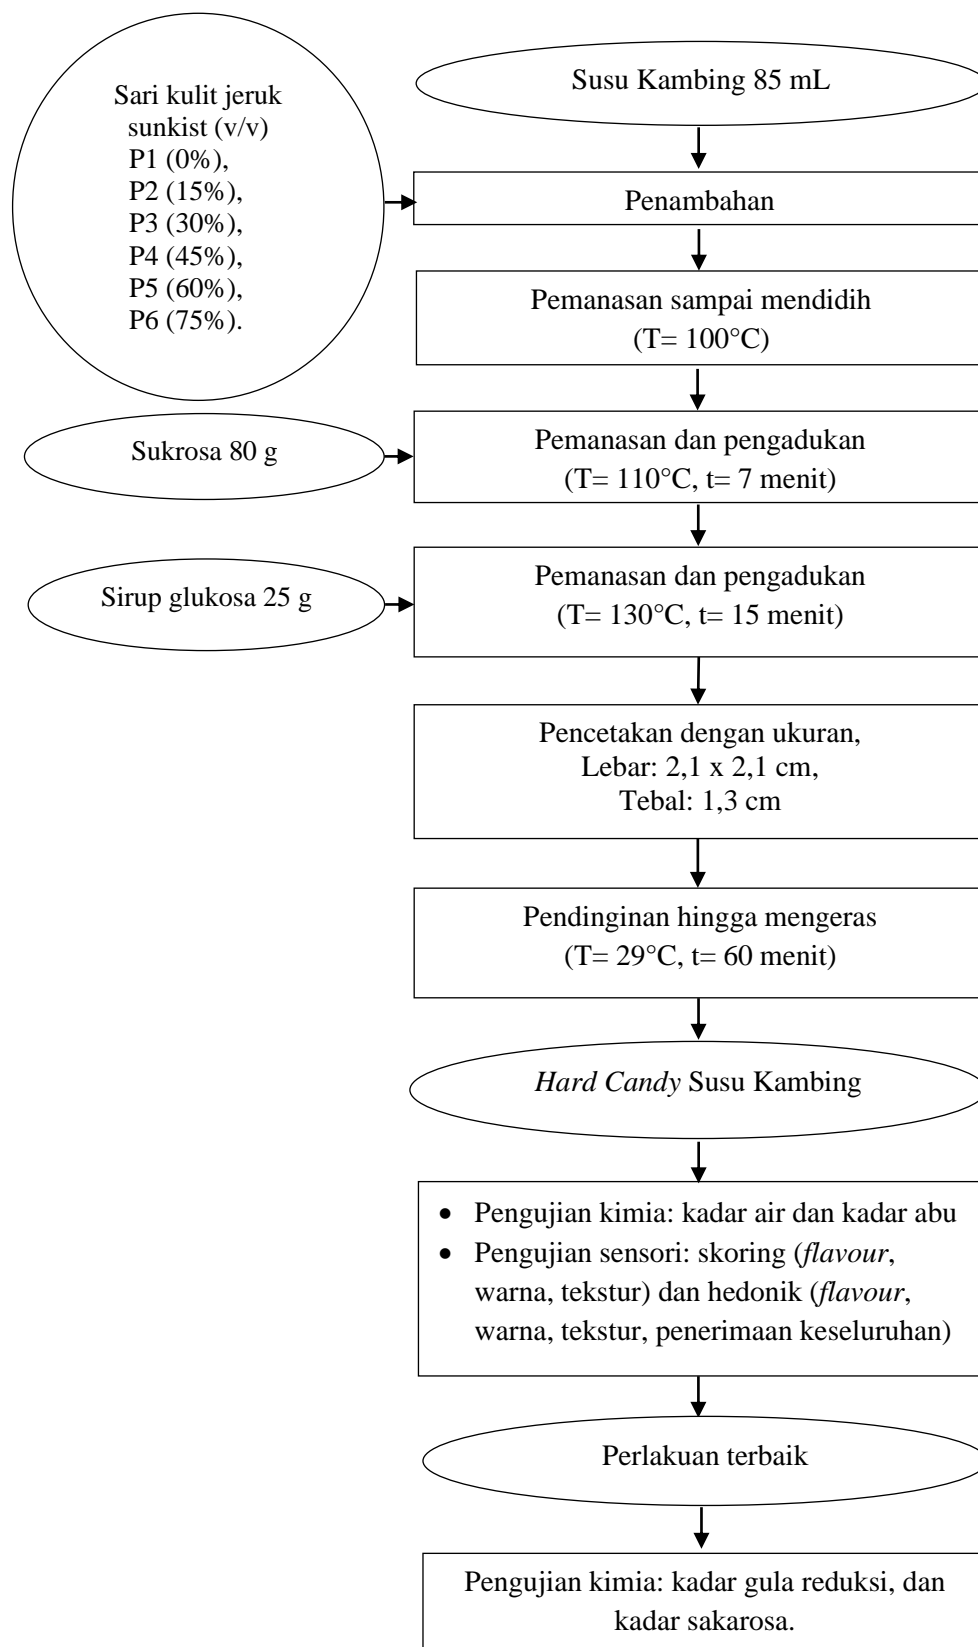 Susu Kambing 85 mL
Sari kulit jeruk
sunkist (v/v)
P1 (0%),
P2 (15%),
P3 (30%),
P4 (45%),
P5 (60%),
P6 (75%).
Penambahan
Pemanasan sampai mendidih
(T= 100°C)
Sukrosa 80 g
Pemanasan dan pengadukan
(T= 110°C, t= 7 menit)
Sirup glukosa 25 g
Pemanasan dan pengadukan
(T= 130°C, t= 15 menit)
Pencetakan dengan ukuran,
Lebar: 2,1 x 2,1 cm,
Tebal: 1,3 cm
Pendinginan hingga mengeras
(T= 29°C, t= 60 menit)
Hard Candy Susu Kambing
• Pengujian kimia: kadar air dan kadar abu
• Pengujian sensori: skoring (flavour,
warna, tekstur) dan hedonik (flavour,
warna, tekstur, penerimaan keseluruhan)
Perlakuan terbaik
Pengujian kimia: kadar gula reduksi, dan
kadar sakarosa.